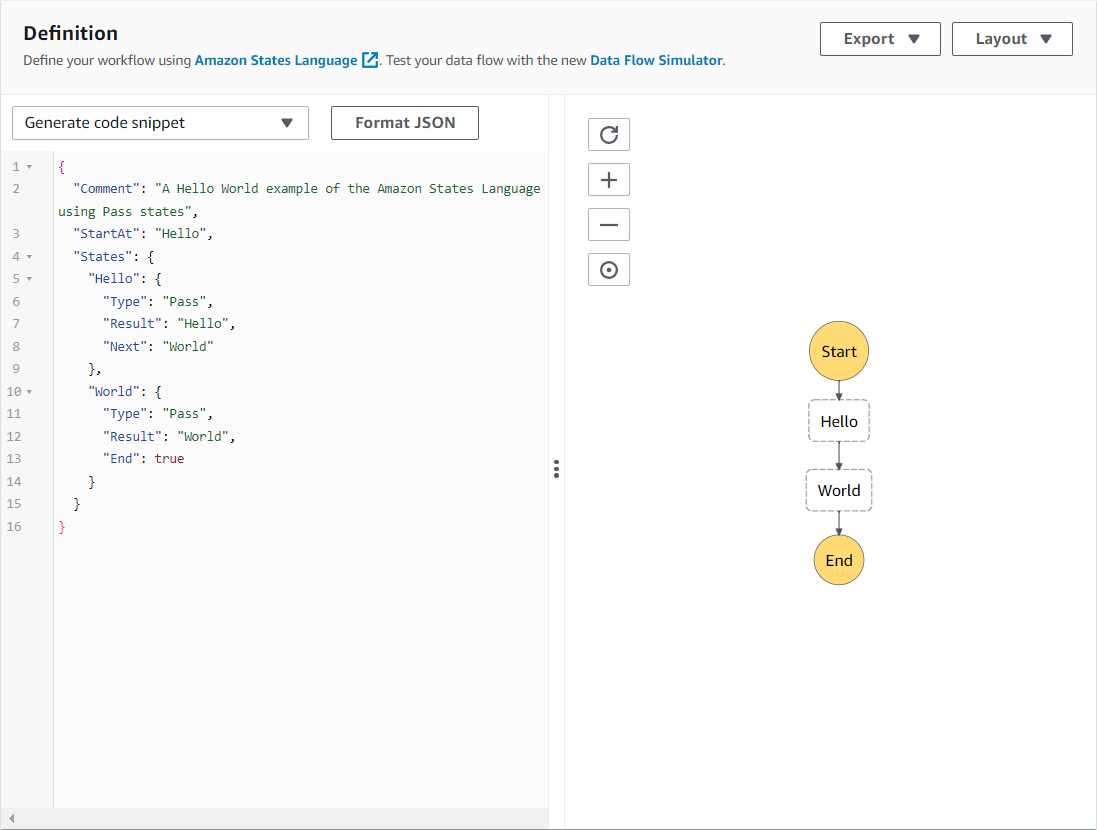 Definition
Define your workflow using Amazon States Language. Test your data flow with the new Data Flow Simulator.
Export
Layout
Generate code snippet
Format JSON
1 {
2 "Comment": "A Hello World example of the Amazon States Language
using Pass states",
3 "StartAt": "Hello",
4 "States": {
5 "Hello": {
6 "Type": "Pass",
7 "Result": "Hello",
8 "Next": "World"
9 },
10 "World": {
11 "Type": "Pass",
12 "Result": "World",
13 "End": true
14 }
15 }
16 }
Start
Hello
World
End